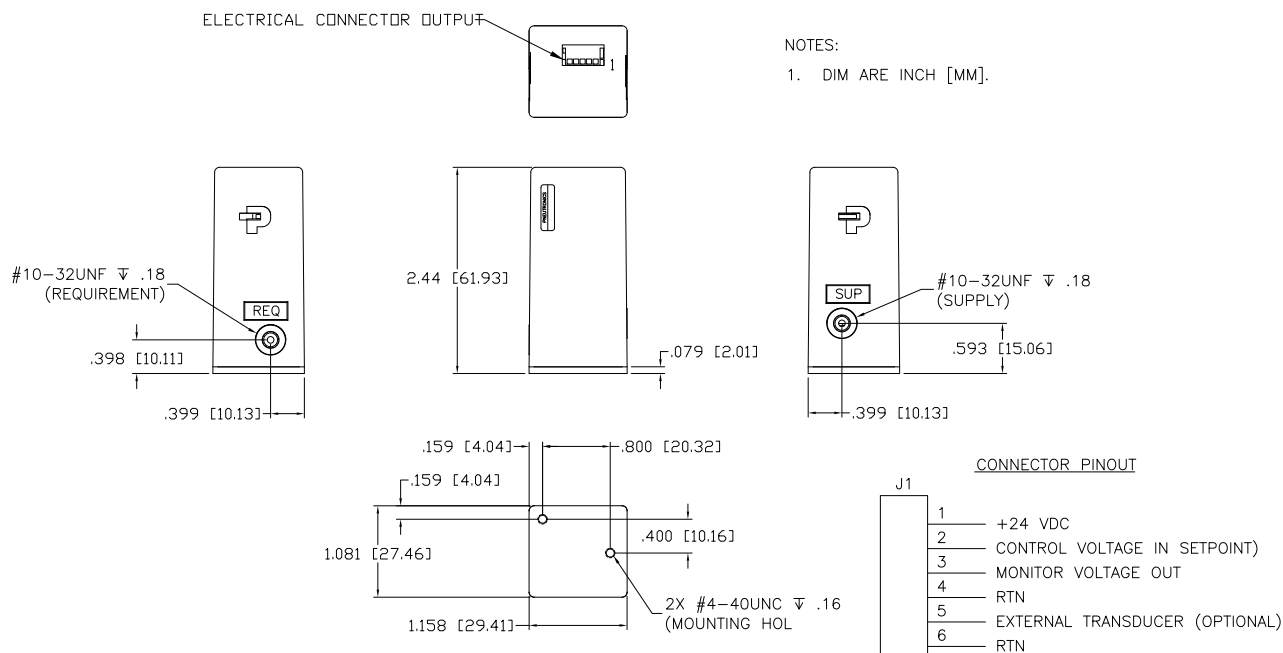 ELECTRICAL CONNECTOR OUTPUT
1
NOTES:
1. DIM ARE INCH [MM].
PNEUTRONICS
P
P
2.44 [61.93]
#10-32UNF ↧ .18
(REQUIREMENT)
REQ
.398 [10.11]
.399 [10.13]
.079 [2.01]
SUP
#10-32UNF ↧ .18
(SUPPLY)
.593 [15.06]
.399 [10.13]
.159 [4.04]
.800 [20.32]
.159 [4.04]
1.081 [27.46]
.400 [10.16]
1.158 [29.41]
2X #4-40UNC ↧ .16
(MOUNTING HOL
CONNECTOR PINOUT
J1
1 +24 VDC
2 CONTROL VOLTAGE IN SETPOINT)
3 MONITOR VOLTAGE OUT
4 RTN
5 EXTERNAL TRANSDUCER (OPTIONAL)
6 RTN